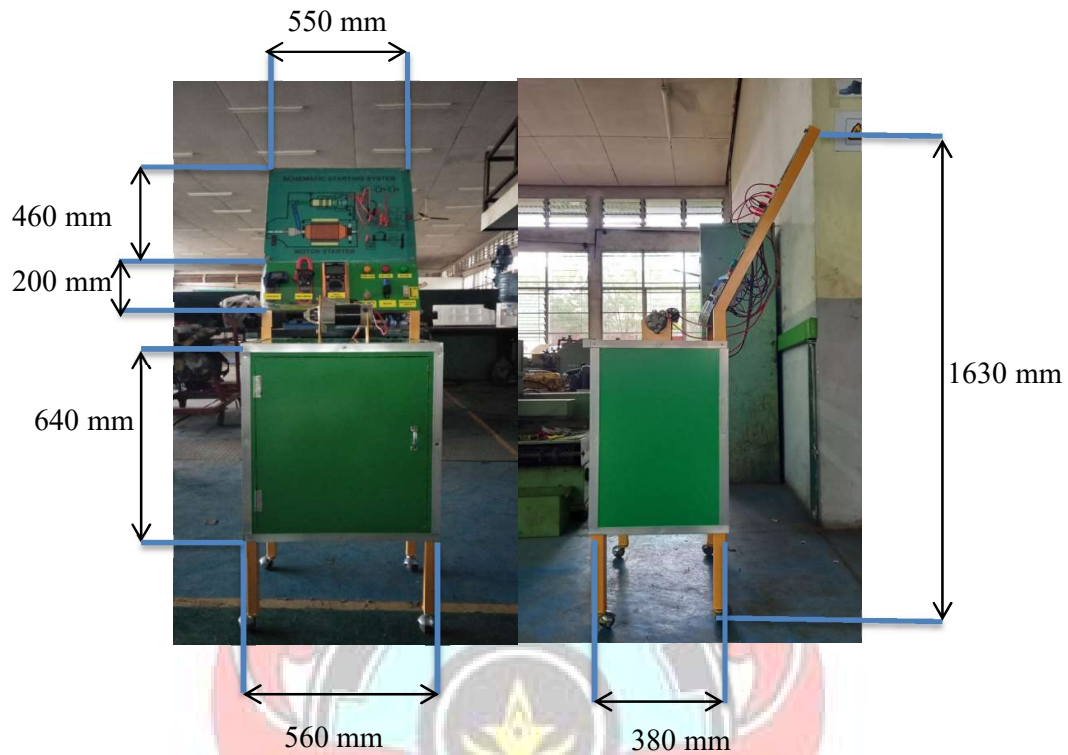 550 mm
SCHEMATIC STARTING SYSTEM
460 mm
MOTOR STARTER
200 mm
640 mm
1630 mm
560 mm
380 mm